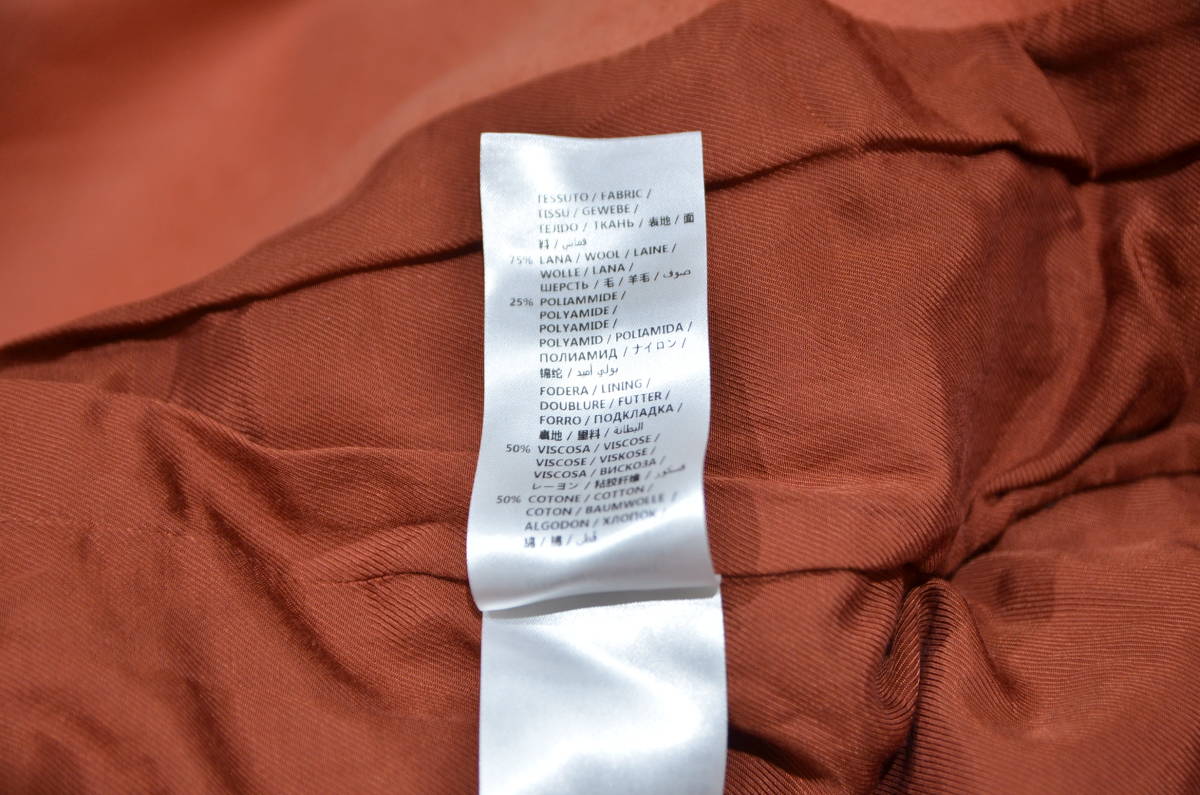 TESSUTO / FABRIC /
TISSU / GEWEBE /
TEJIDO / ТКАНЬ / 表地 / 面
料 / قماش
75% LANA / WOOL / LAINE /
WOLLE / LANA /
ШЕРСТЬ / 毛 / 羊毛 / صوف
25% POLIAMMIDE /
POLYAMIDE /
POLYAMIDE /
POLYAMID / POLIAMIDA /
ПОЛИАМИД / ナイロン /
锦纶 / بولي أميد
FODERA / LINING /
DOUBLURE / FUTTER /
FORRO / ПОДКЛАДКА /
裏地 / 里料 / البطانة
50% VISCOSA / VISCOSE /
VISCOSE / VISKOSE /
VISCOSA / ВИСКОЗА /
レーヨン / 粘胶纤维 / فسكوز
50% COTONE / COTTON /
COTON / BAUMWOLLE /
ALGODON / ХЛОПОК /
綿 / 棉 / قطن